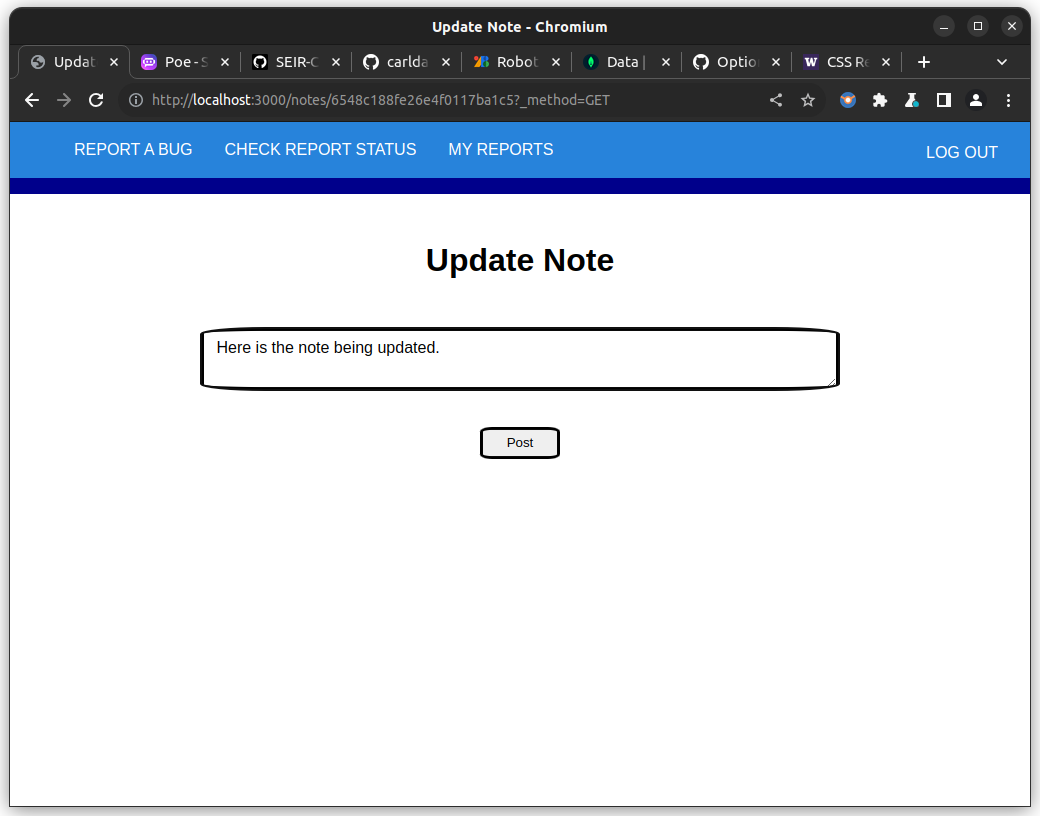 Update Note - Chromium
Updat
Poe - S
SEIR-C
carlda
Robot
Data |
Optio
CSS Re
http://localhost:3000/notes/6548c188fe26e4f0117ba1c5?_method=GET
REPORT A BUG CHECK REPORT STATUS MY REPORTS LOG OUT
Update Note
Here is the note being updated.
Post